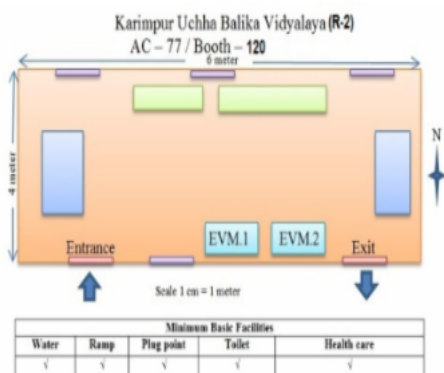 Karimpur Uchha Balika Vidyalaya (R-2)
AC – 77 / Booth – 120
6 meter
4 meter
N
EVM.1 EVM.2
Entrance Exit
Scale 1 cm = 1 meter
Minimum Basic Facilities
Water Ramp Plug point Toilet Health care
√ √ √ √ √